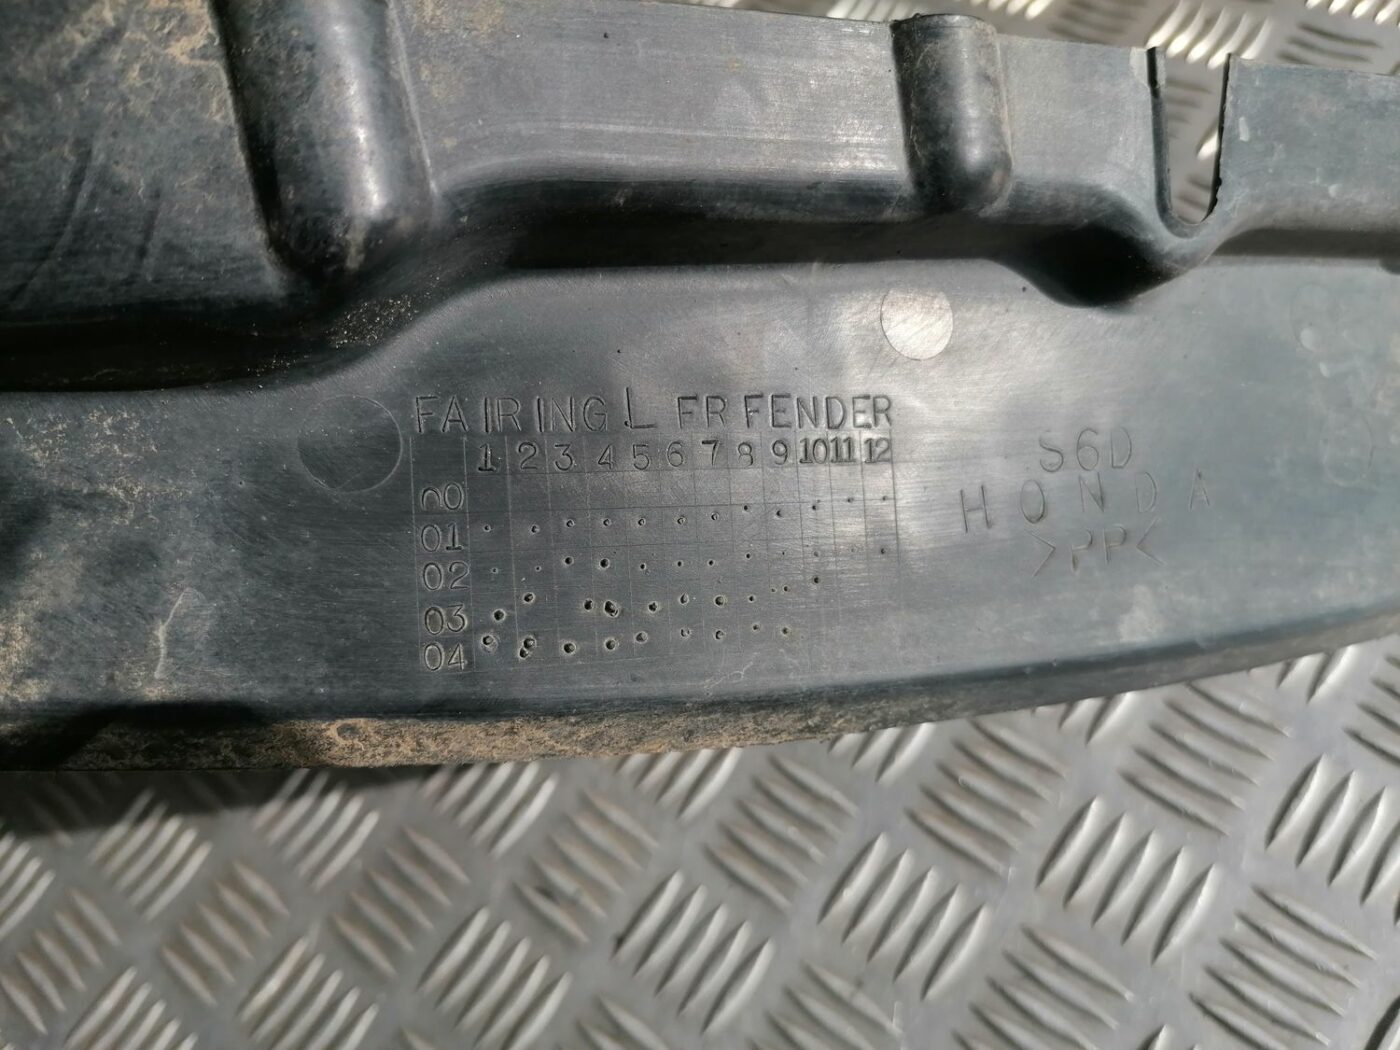 FAIRING L FR FENDER
1 2 3 4 5 6 7 8 9 10 11 12
00
01
02
03
04
S6D
HONDA
>PP<